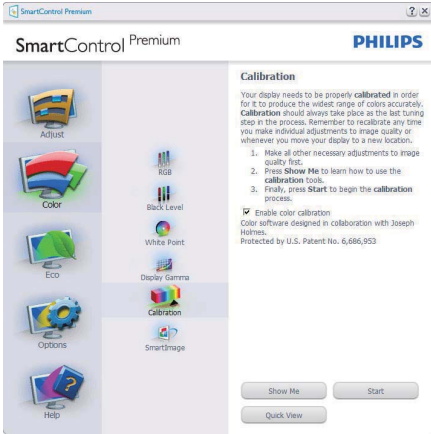 SmartControl Premium
SmartControl Premium
PHILIPS
Adjust
Color
Eco
Options
Help
RGB
Black Level
White Point
Display Gamma
Calibration
SmartImage
Calibration
Your display needs to be properly calibrated in order
for it to produce the widest range of colors accurately.
Calibration should always take place as the last tuning
step in the process. Remember to recalibrate any time
you make individual adjustments to image quality or
whenever you move your display to a new location.
1. Make all other necessary adjustments to image
quality first.
2. Press Show Me to learn how to use the
calibration tools.
3. Finally, press Start to begin the calibration
process.
Enable color calibration
Color software designed in collaboration with Joseph
Holmes.
Protected by U.S. Patent No. 6,686,953
Show Me
Start
Quick View